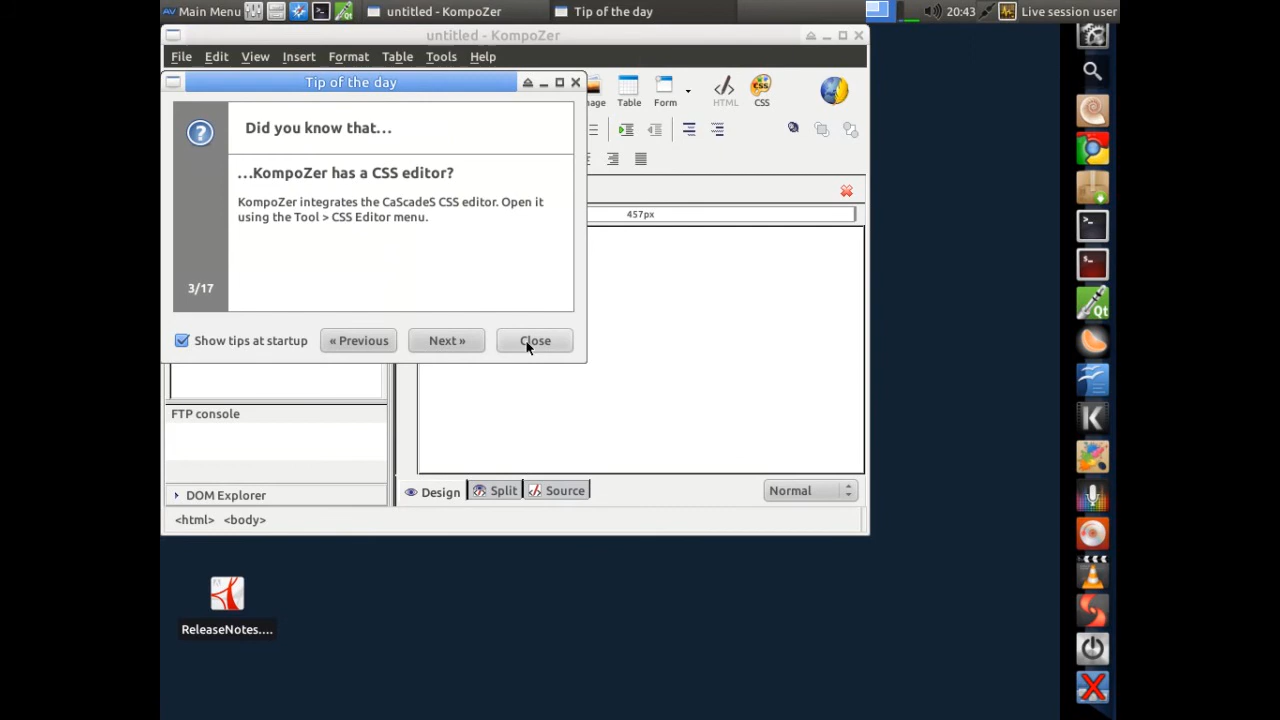 Main Menu
Qt
untitled - KompoZer
Tip of the day
20:43
Live session user
untitled - KompoZer
File Edit View Insert Format Table Tools Help
Tip of the day
Table
Form
HTML
CSS
Did you know that...
...KompoZer has a CSS editor?
KompoZer integrates the CaScadeS CSS editor. Open it
using the Tool > CSS Editor menu.
3/17
Show tips at startup
« Previous
Next »
Close
457px
FTP console
DOM Explorer
Design
Split
Source
Normal
<html> <body>
ReleaseNotes....
Qt
K